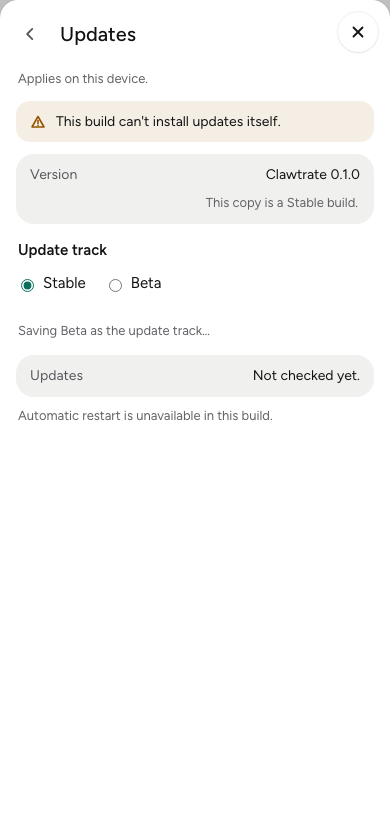 Updates
Applies on this device.
This build can't install updates itself.
Version
Clawtrate 0.1.0
This copy is a Stable build.
Update track
Stable
Beta
Saving Beta as the update track...
Updates
Not checked yet.
Automatic restart is unavailable in this build.